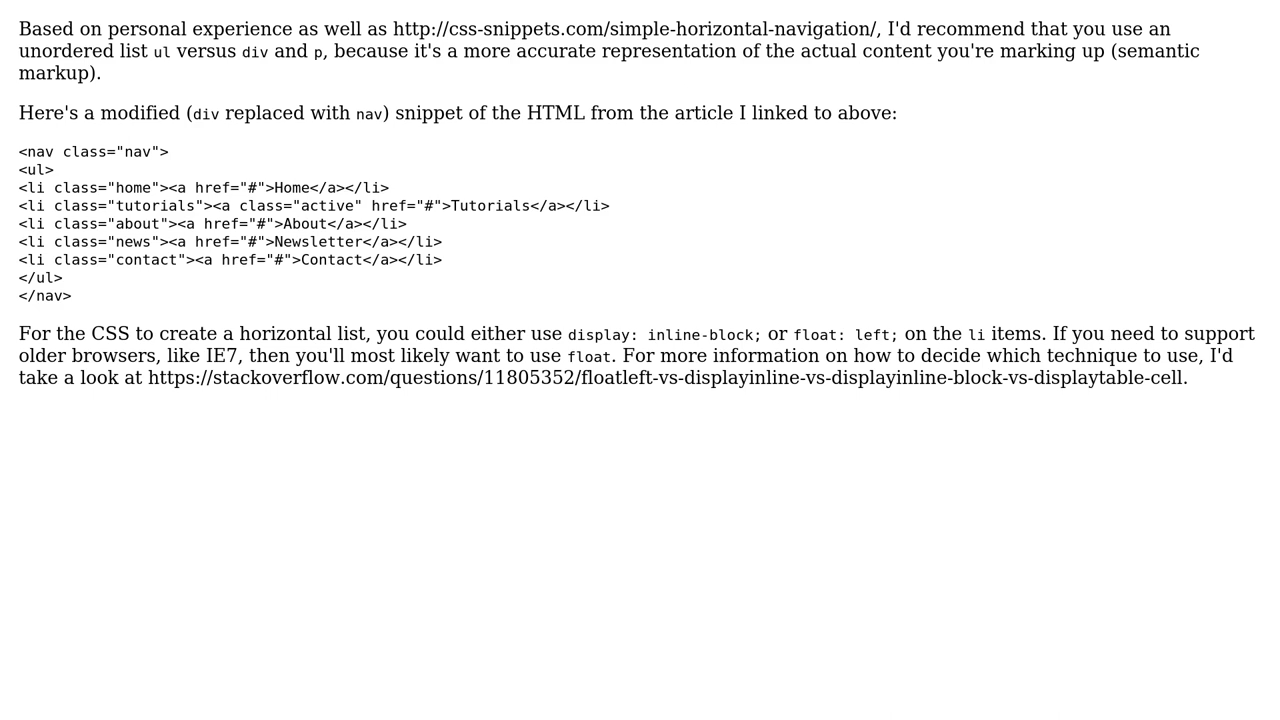 Based on personal experience as well as http://css-snippets.com/simple-horizontal-navigation/, I'd recommend that you use an
unordered list ul versus div and p, because it's a more accurate representation of the actual content you're marking up (semantic
markup).
Here's a modified (div replaced with nav) snippet of the HTML from the article I linked to above:
<nav class="nav">
<ul>
<li class="home"><a href="#">Home</a></li>
<li class="tutorials"><a class="active" href="#">Tutorials</a></li>
<li class="about"><a href="#">About</a></li>
<li class="news"><a href="#">Newsletter</a></li>
<li class="contact"><a href="#">Contact</a></li>
</ul>
</nav>
For the CSS to create a horizontal list, you could either use display: inline-block; or float: left; on the li items. If you need to support
older browsers, like IE7, then you'll most likely want to use float. For more information on how to decide which technique to use, I'd
take a look at https://stackoverflow.com/questions/11805352/floatleft-vs-displayinline-vs-displayinline-block-vs-displaytable-cell.